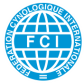 FEDERATION CYNOLOGIQUE INTERNATIONALE
FCI